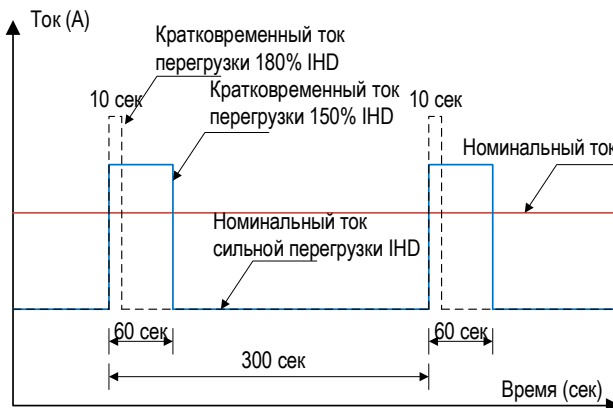 Ток (А)
Кратковременный ток
перегрузки 180% IHD
10 сек
Кратковременный ток
перегрузки 150% IHD
10 сек
Номинальный ток
Номинальный ток
сильной перегрузки IHD
60 сек
60 сек
300 сек
Время (сек)